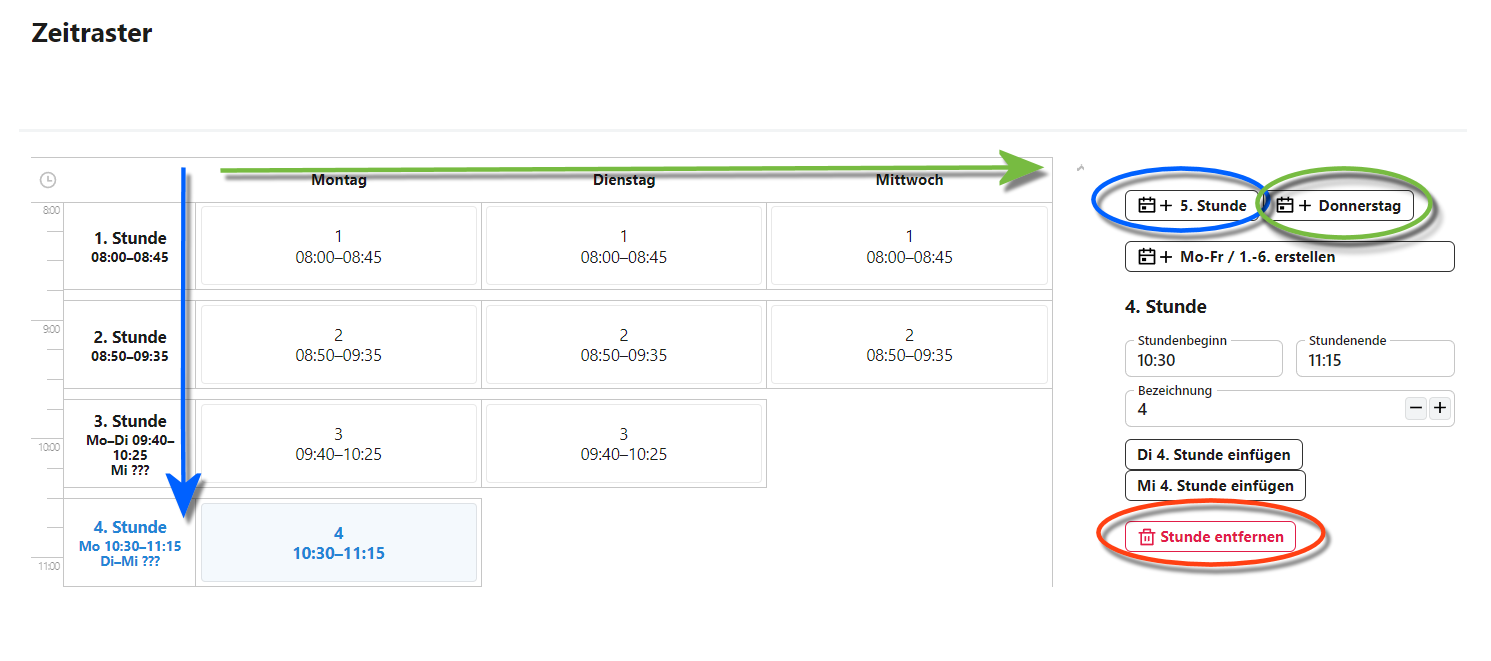 Zeitraster
Montag Dienstag Mittwoch
8:00
1. Stunde
08:00–08:45
1
08:00–08:45
1
08:00–08:45
1
08:00–08:45
9:00
2. Stunde
08:50–09:35
2
08:50–09:35
2
08:50–09:35
2
08:50–09:35
3. Stunde
Mo–Di 09:40–
10:25
Mi ???
3
09:40–10:25
3
09:40–10:25
10:00
4. Stunde
Mo 10:30–11:15
Di–Mi ???
4
10:30–11:15
11:00
+ 5. Stunde
+ Donnerstag
+ Mo-Fr / 1.-6. erstellen
4. Stunde
Stundenbeginn
10:30
Stundenende
11:15
Bezeichnung
4
− +
Di 4. Stunde einfügen
Mi 4. Stunde einfügen
Stunde entfernen